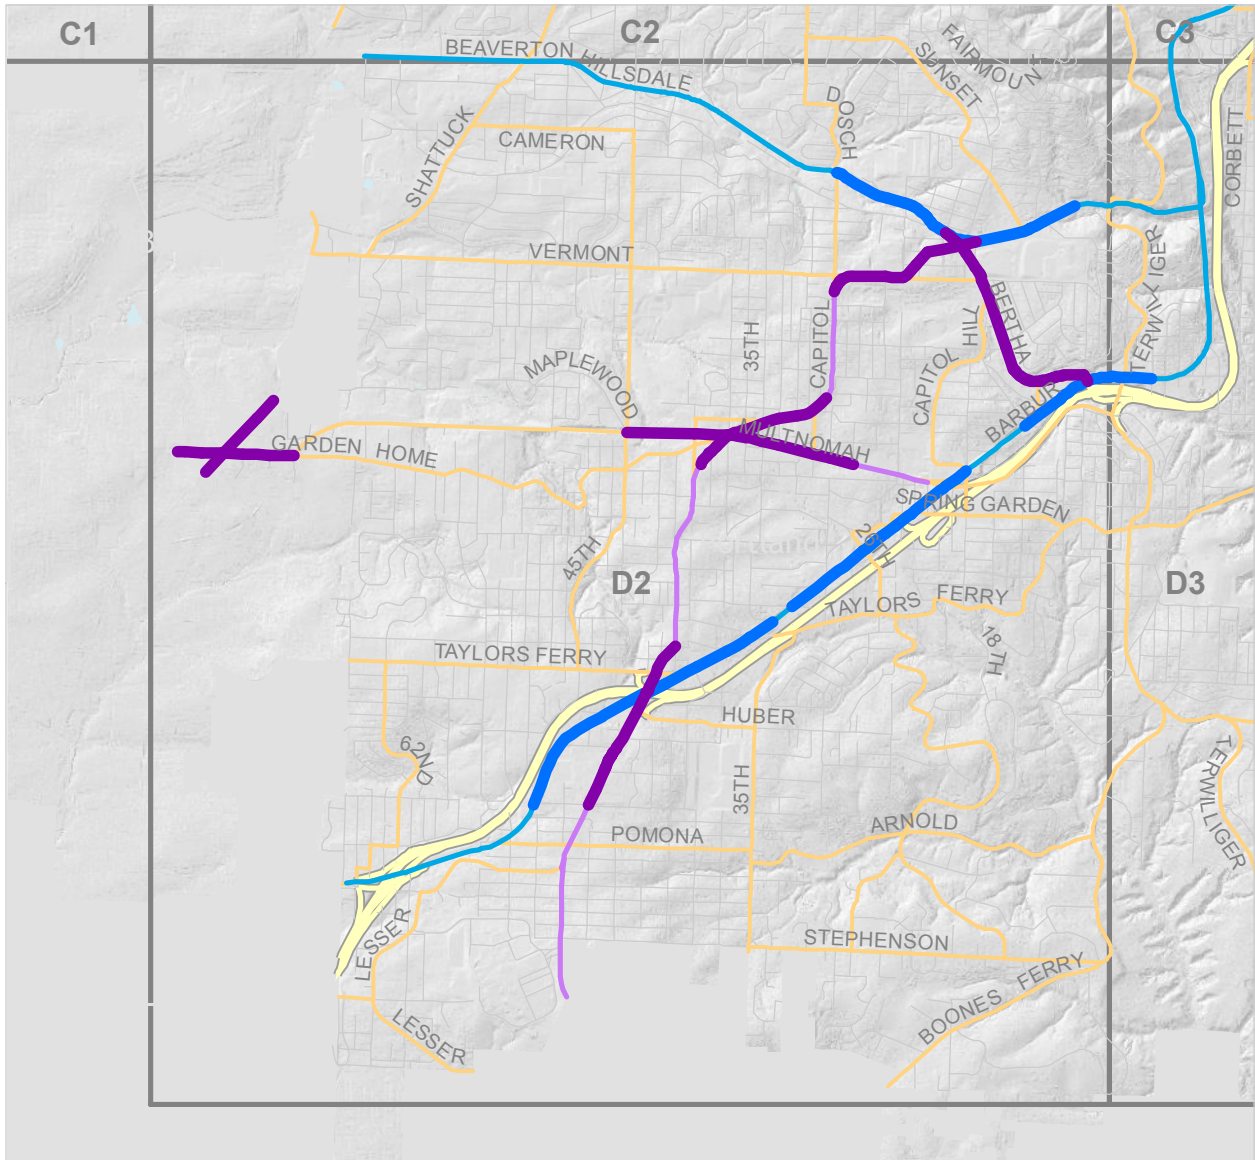 C1
C2
C3
BEAVERTON HILLSDALE
FAIRMOUNT
SUNSET
DOSCH
SHATTUCK
CAMERON
CORBETT
VERMONT
TERWILLIGER
BERTHA
CAPITOL HILL
35TH
CAPITOL
MAPLEWOOD
BARBUR
GARDEN HOME
MULTNOMAH
SPRING GARDEN
26TH
45TH
D2
D3
TAYLORS FERRY
18TH
TAYLORS FERRY
HUBER
62ND
35TH
TERWILLIGER
POMONA
ARNOLD
LESSER
STEPHENSON
BOONES FERRY
LESSER